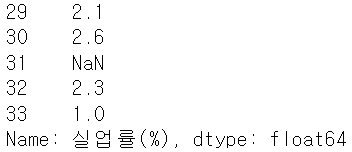 29    2.1
30    2.6
31    NaN
32    2.3
33    1.0
Name: 실업률(%), dtype: float64